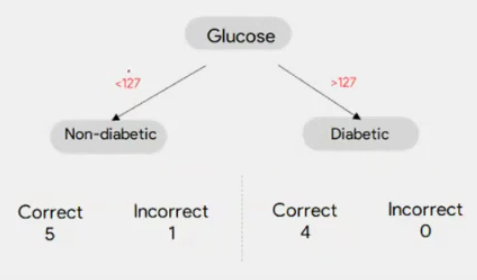 Glucose
<127
>127
Non-diabetic
Diabetic
Correct
5
Incorrect
1
Correct
4
Incorrect
0